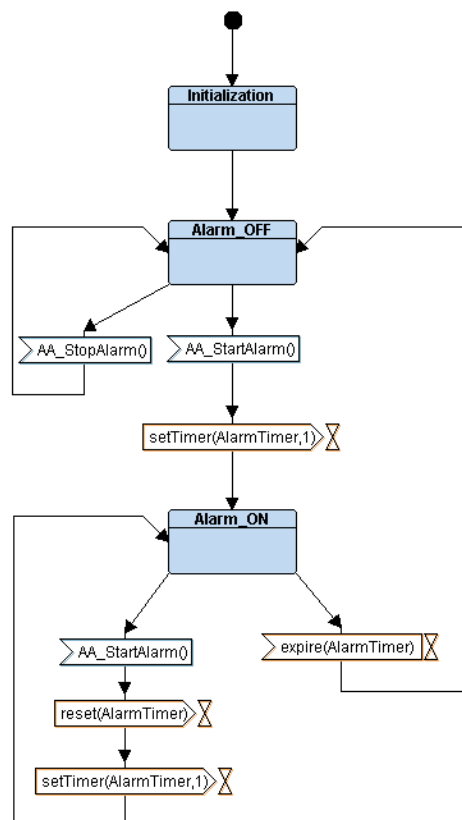 Initialization
Alarm_OFF
AA_StopAlarm()
AA_StartAlarm()
setTimer(AlarmTimer,1)
Alarm_ON
AA_StartAlarm()
expire(AlarmTimer)
reset(AlarmTimer)
setTimer(AlarmTimer,1)